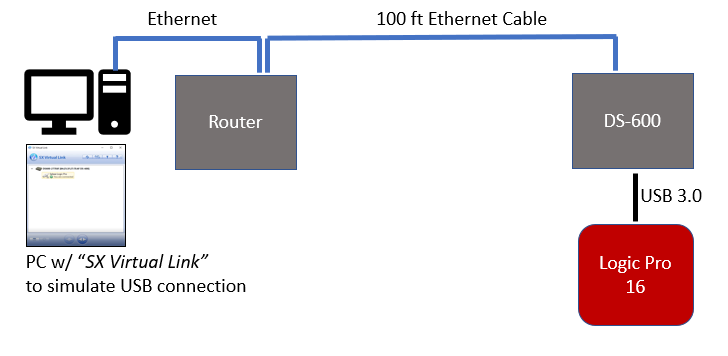 Ethernet
100 ft Ethernet Cable
Router
DS-600
USB 3.0
SX Virtual Link
PC w/ “SX Virtual Link”
to simulate USB connection
Logic Pro
16